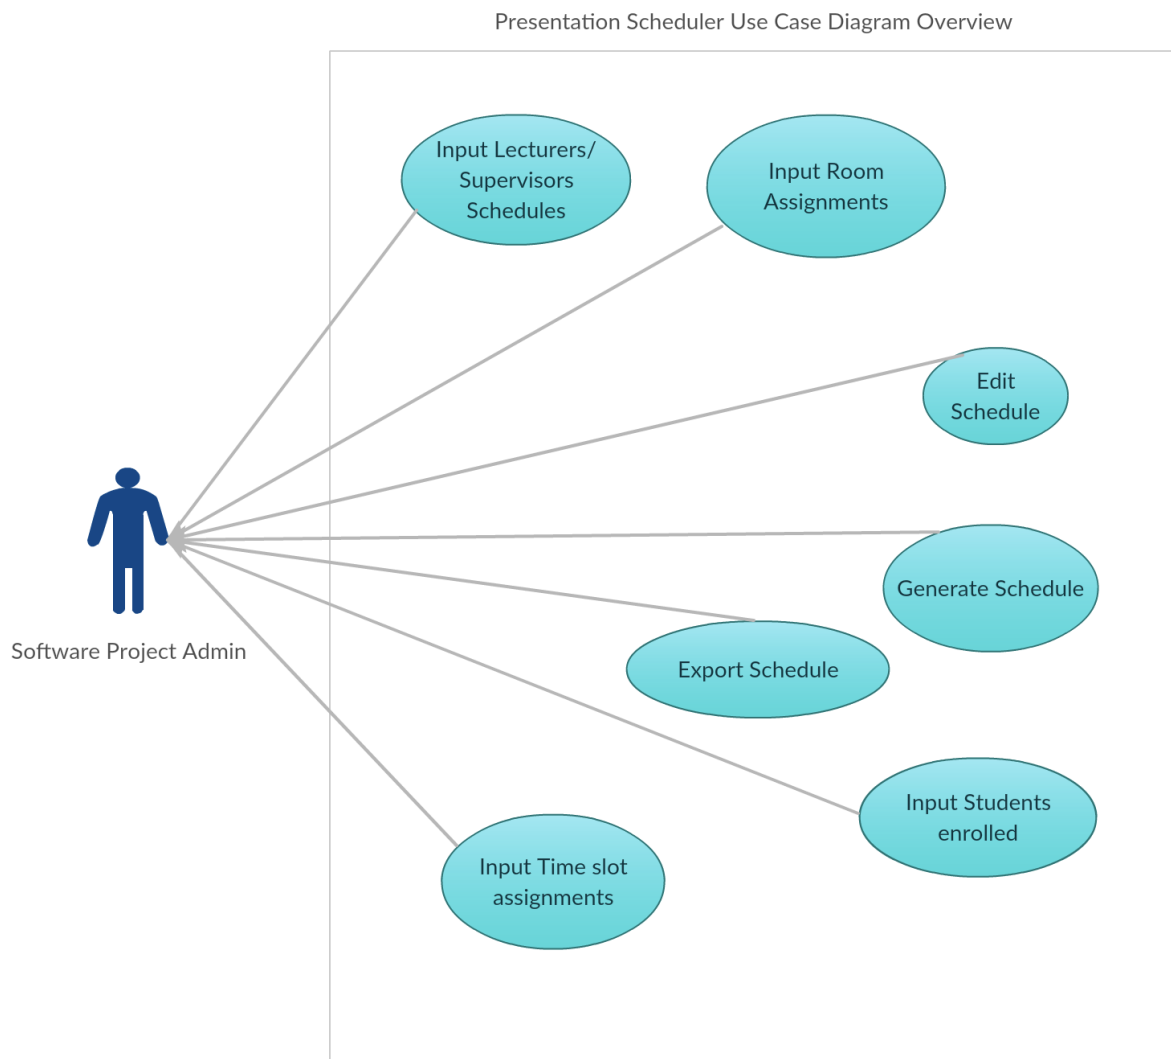 Presentation Scheduler Use Case Diagram Overview
Input Lecturers/
Supervisors
Schedules
Input Room
Assignments
Edit
Schedule
Generate Schedule
Software Project Admin
Export Schedule
Input Students
enrolled
Input Time slot
assignments